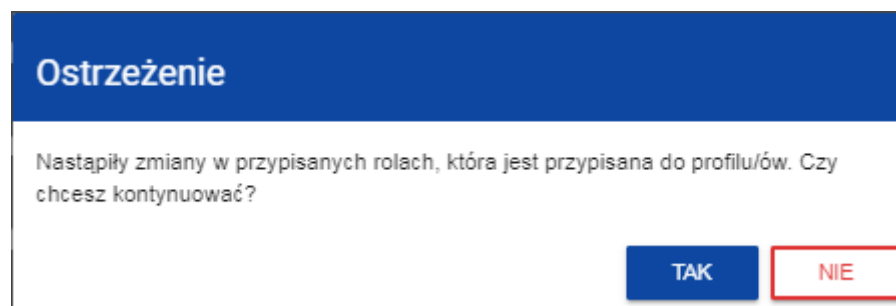 Ostrzeżenie
Nastąpiły zmiany w przypisanych rolach, która jest przypisana do profilu/ów. Czy
chcesz kontynuować?
TAK
NIE